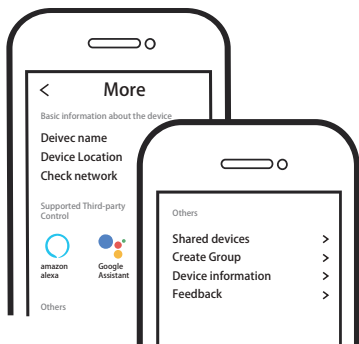 <
More
Basic information about the device
Deivec name
Device Location
Check network
Supported Third-party
Control
amazon
alexa
Google
Assistant
Others
Others
Shared devices >
Create Group >
Device information >
Feedback >